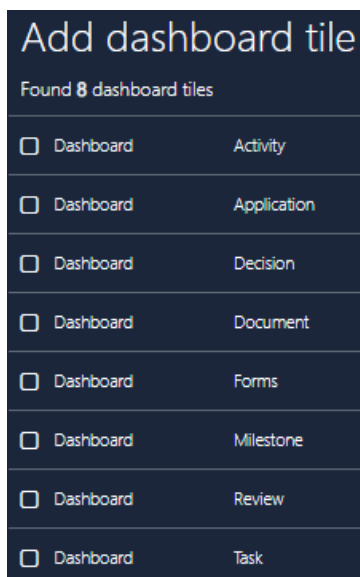 Add dashboard tile
Found 8 dashboard tiles
Dashboard Activity
Dashboard Application
Dashboard Decision
Dashboard Document
Dashboard Forms
Dashboard Milestone
Dashboard Review
Dashboard Task